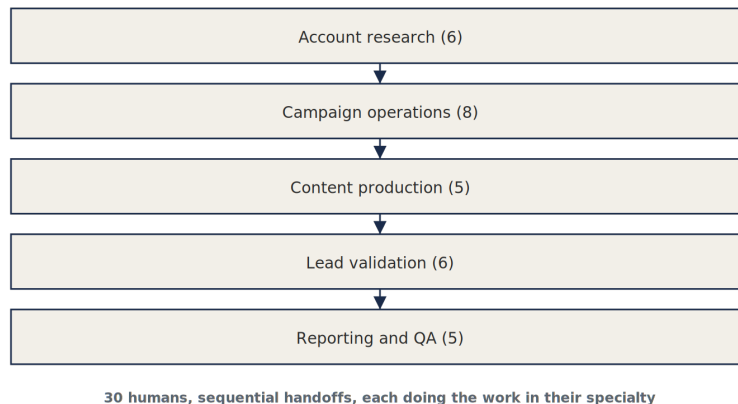 Account research (6)
Campaign operations (8)
Content production (5)
Lead validation (6)
Reporting and QA (5)
30 humans, sequential handoffs, each doing the work in their specialty